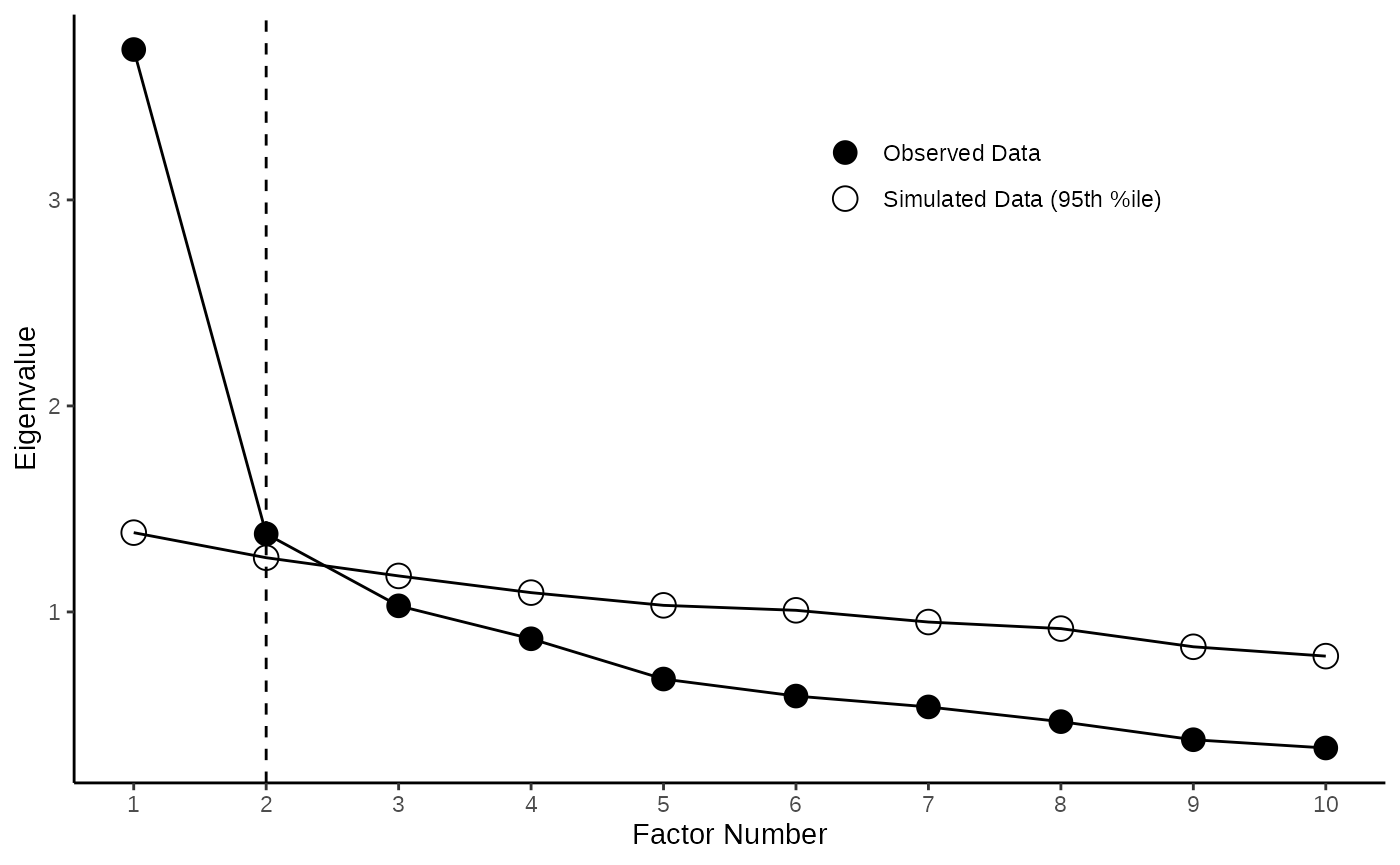 Observed Data
Simulated Data (95th %ile)
3
2
1
Eigenvalue
1 2 3 4 5 6 7 8 9 10
Factor Number